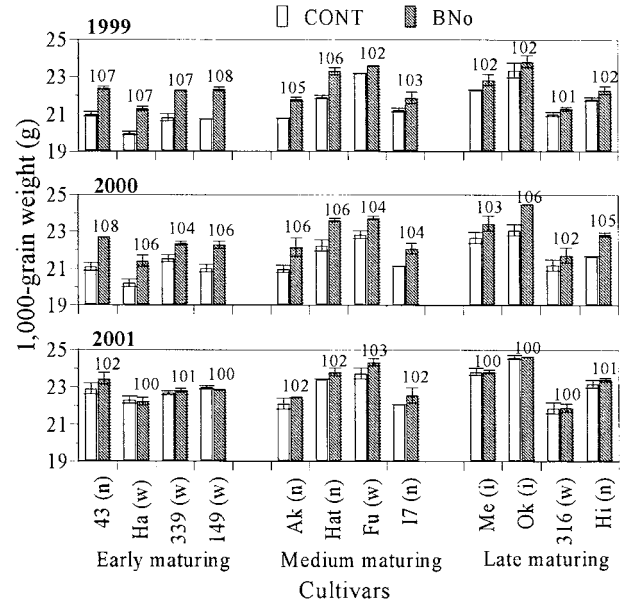 CONT BNo
1999
25
23
21
19
107 107 107 108 105 106 102 103 102 102 101 102
2000
25
23
21
19
108 106 104 106 106 106 104 104 103 106 102 105
2001
25
23
21
19
102 100 101 100 102 102 103 102 100 100 100 101
1,000-grain weight (g)
43 (n)
Ha (w)
339 (w)
149 (w)
Ak (n)
Hat (n)
Fu (w)
17 (n)
Me (i)
Ok (i)
316 (w)
Hi (n)
Early maturing Medium maturing Late maturing
Cultivars